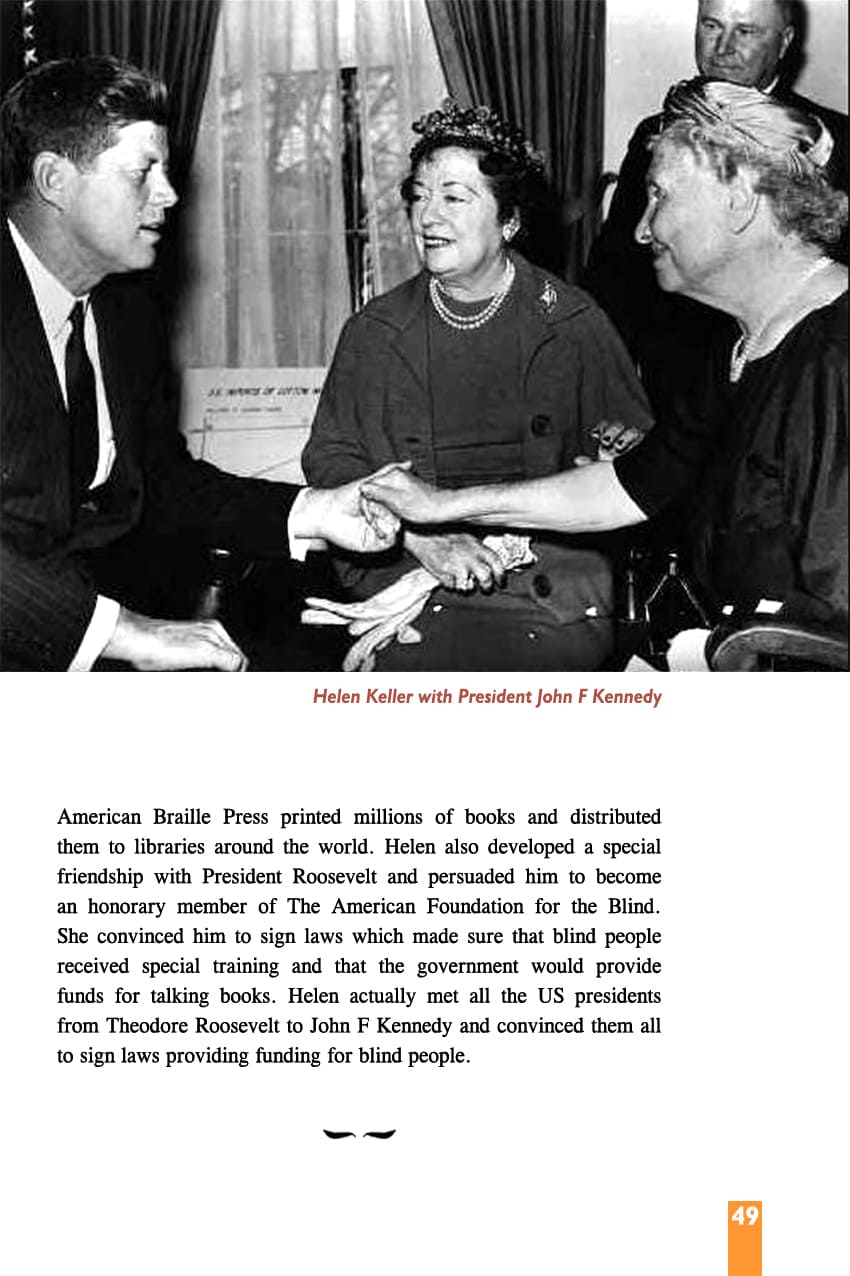 U.S. IMPORTS OF COTTON
Helen Keller with President John F Kennedy
American Braille Press printed millions of books and distributed
them to libraries around the world. Helen also developed a special
friendship with President Roosevelt and persuaded him to become
an honorary member of The American Foundation for the Blind.
She convinced him to sign laws which made sure that blind people
received special training and that the government would provide
funds for talking books. Helen actually met all the US presidents
from Theodore Roosevelt to John F Kennedy and convinced them all
to sign laws providing funding for blind people.
49